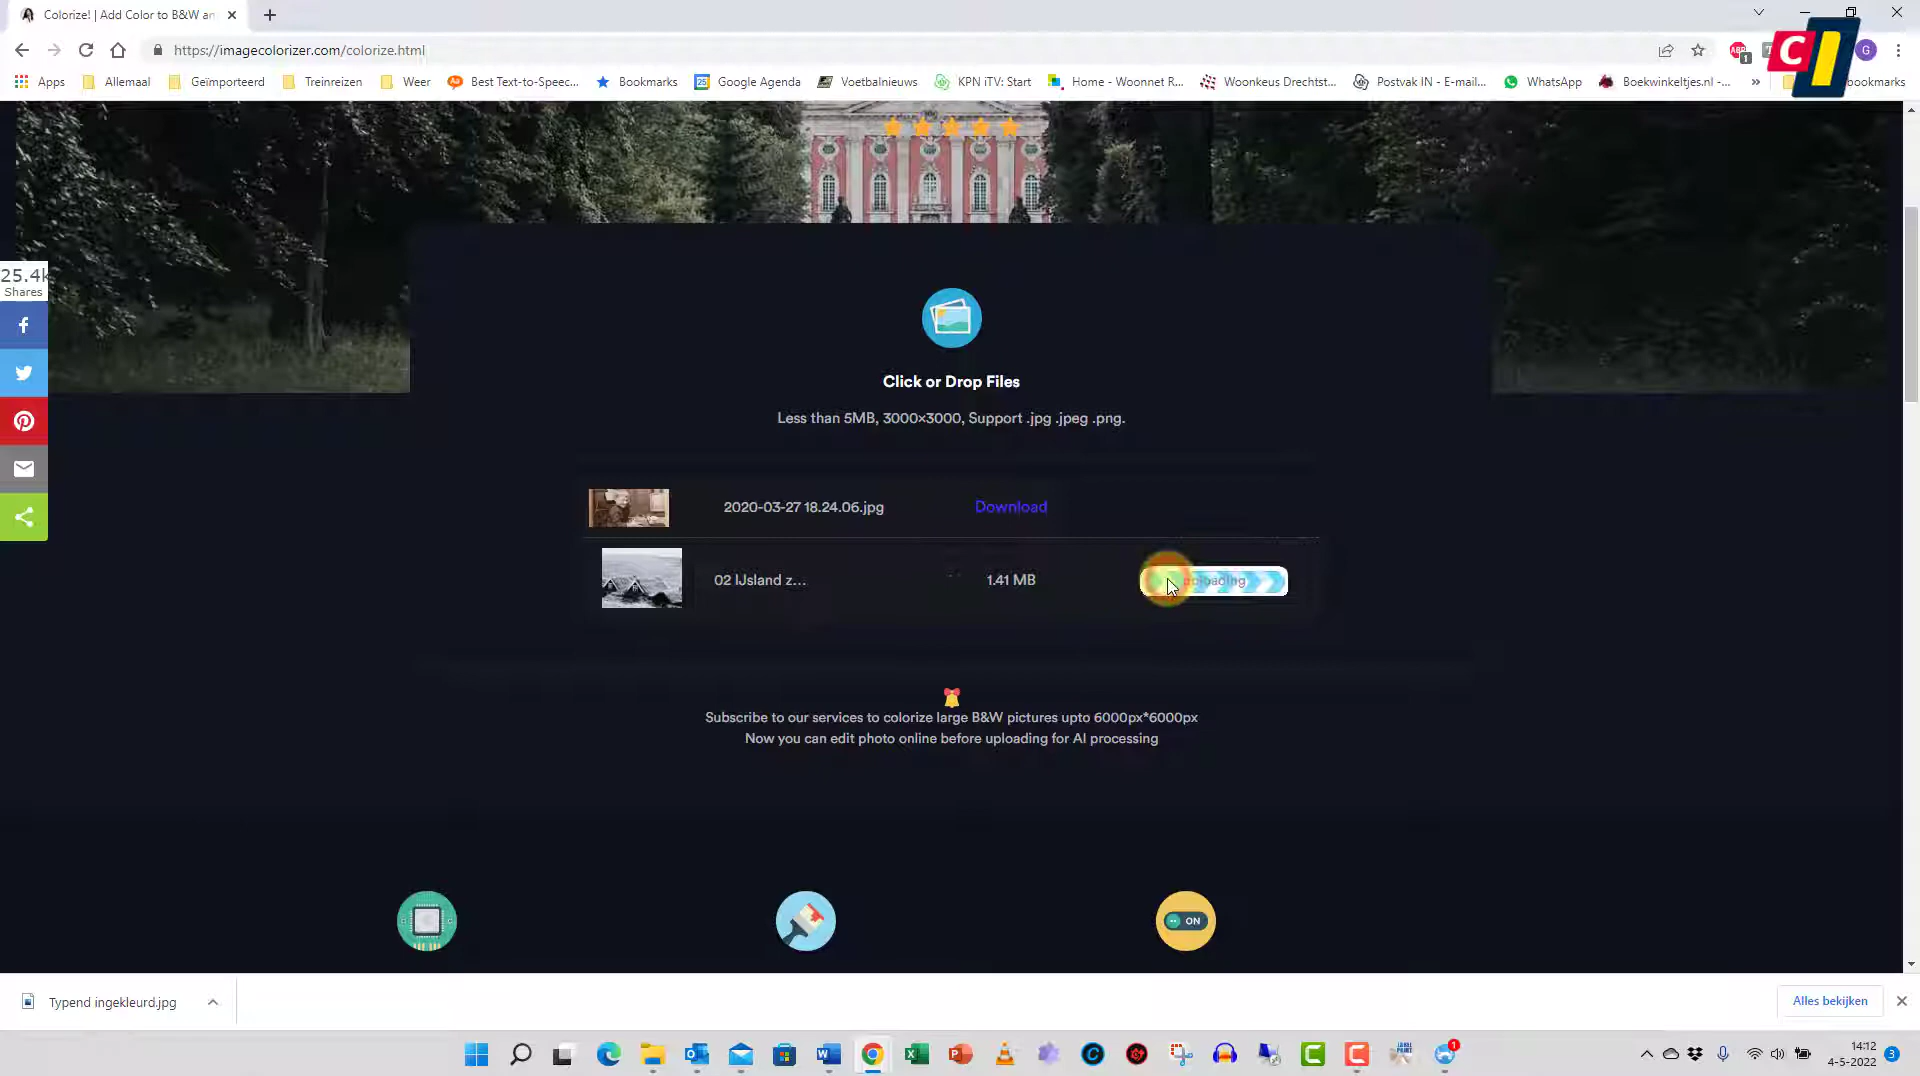 Colorize! | Add Color to B&W an
https://imagecolorizer.com/colorize.html
ABP
1
G
CI
Apps
Allemaal
Geïmporteerd
Treinreizen
Weer
Best Text-to-Speec...
Bookmarks
Google Agenda
Voetbalnieuws
KPN iTV: Start
Home - Woonnet R...
Woonkeus Drechtst...
Postvak IN - E-mail...
WhatsApp
Boekwinkeltjes.nl -...
bookmarks
25.4k
Shares
Click or Drop Files
Less than 5MB, 3000×3000, Support .jpg .jpeg .png.
2020-03-27 18.24.06.jpg
Download
02 IJsland z...
1.41 MB
Subscribe to our services to colorize large B&W pictures upto 6000px*6000px
Now you can edit photo online before uploading for AI processing
ON
Typend ingekleurd.jpg
Alles bekijken
1
14:12
4-5-2022
3